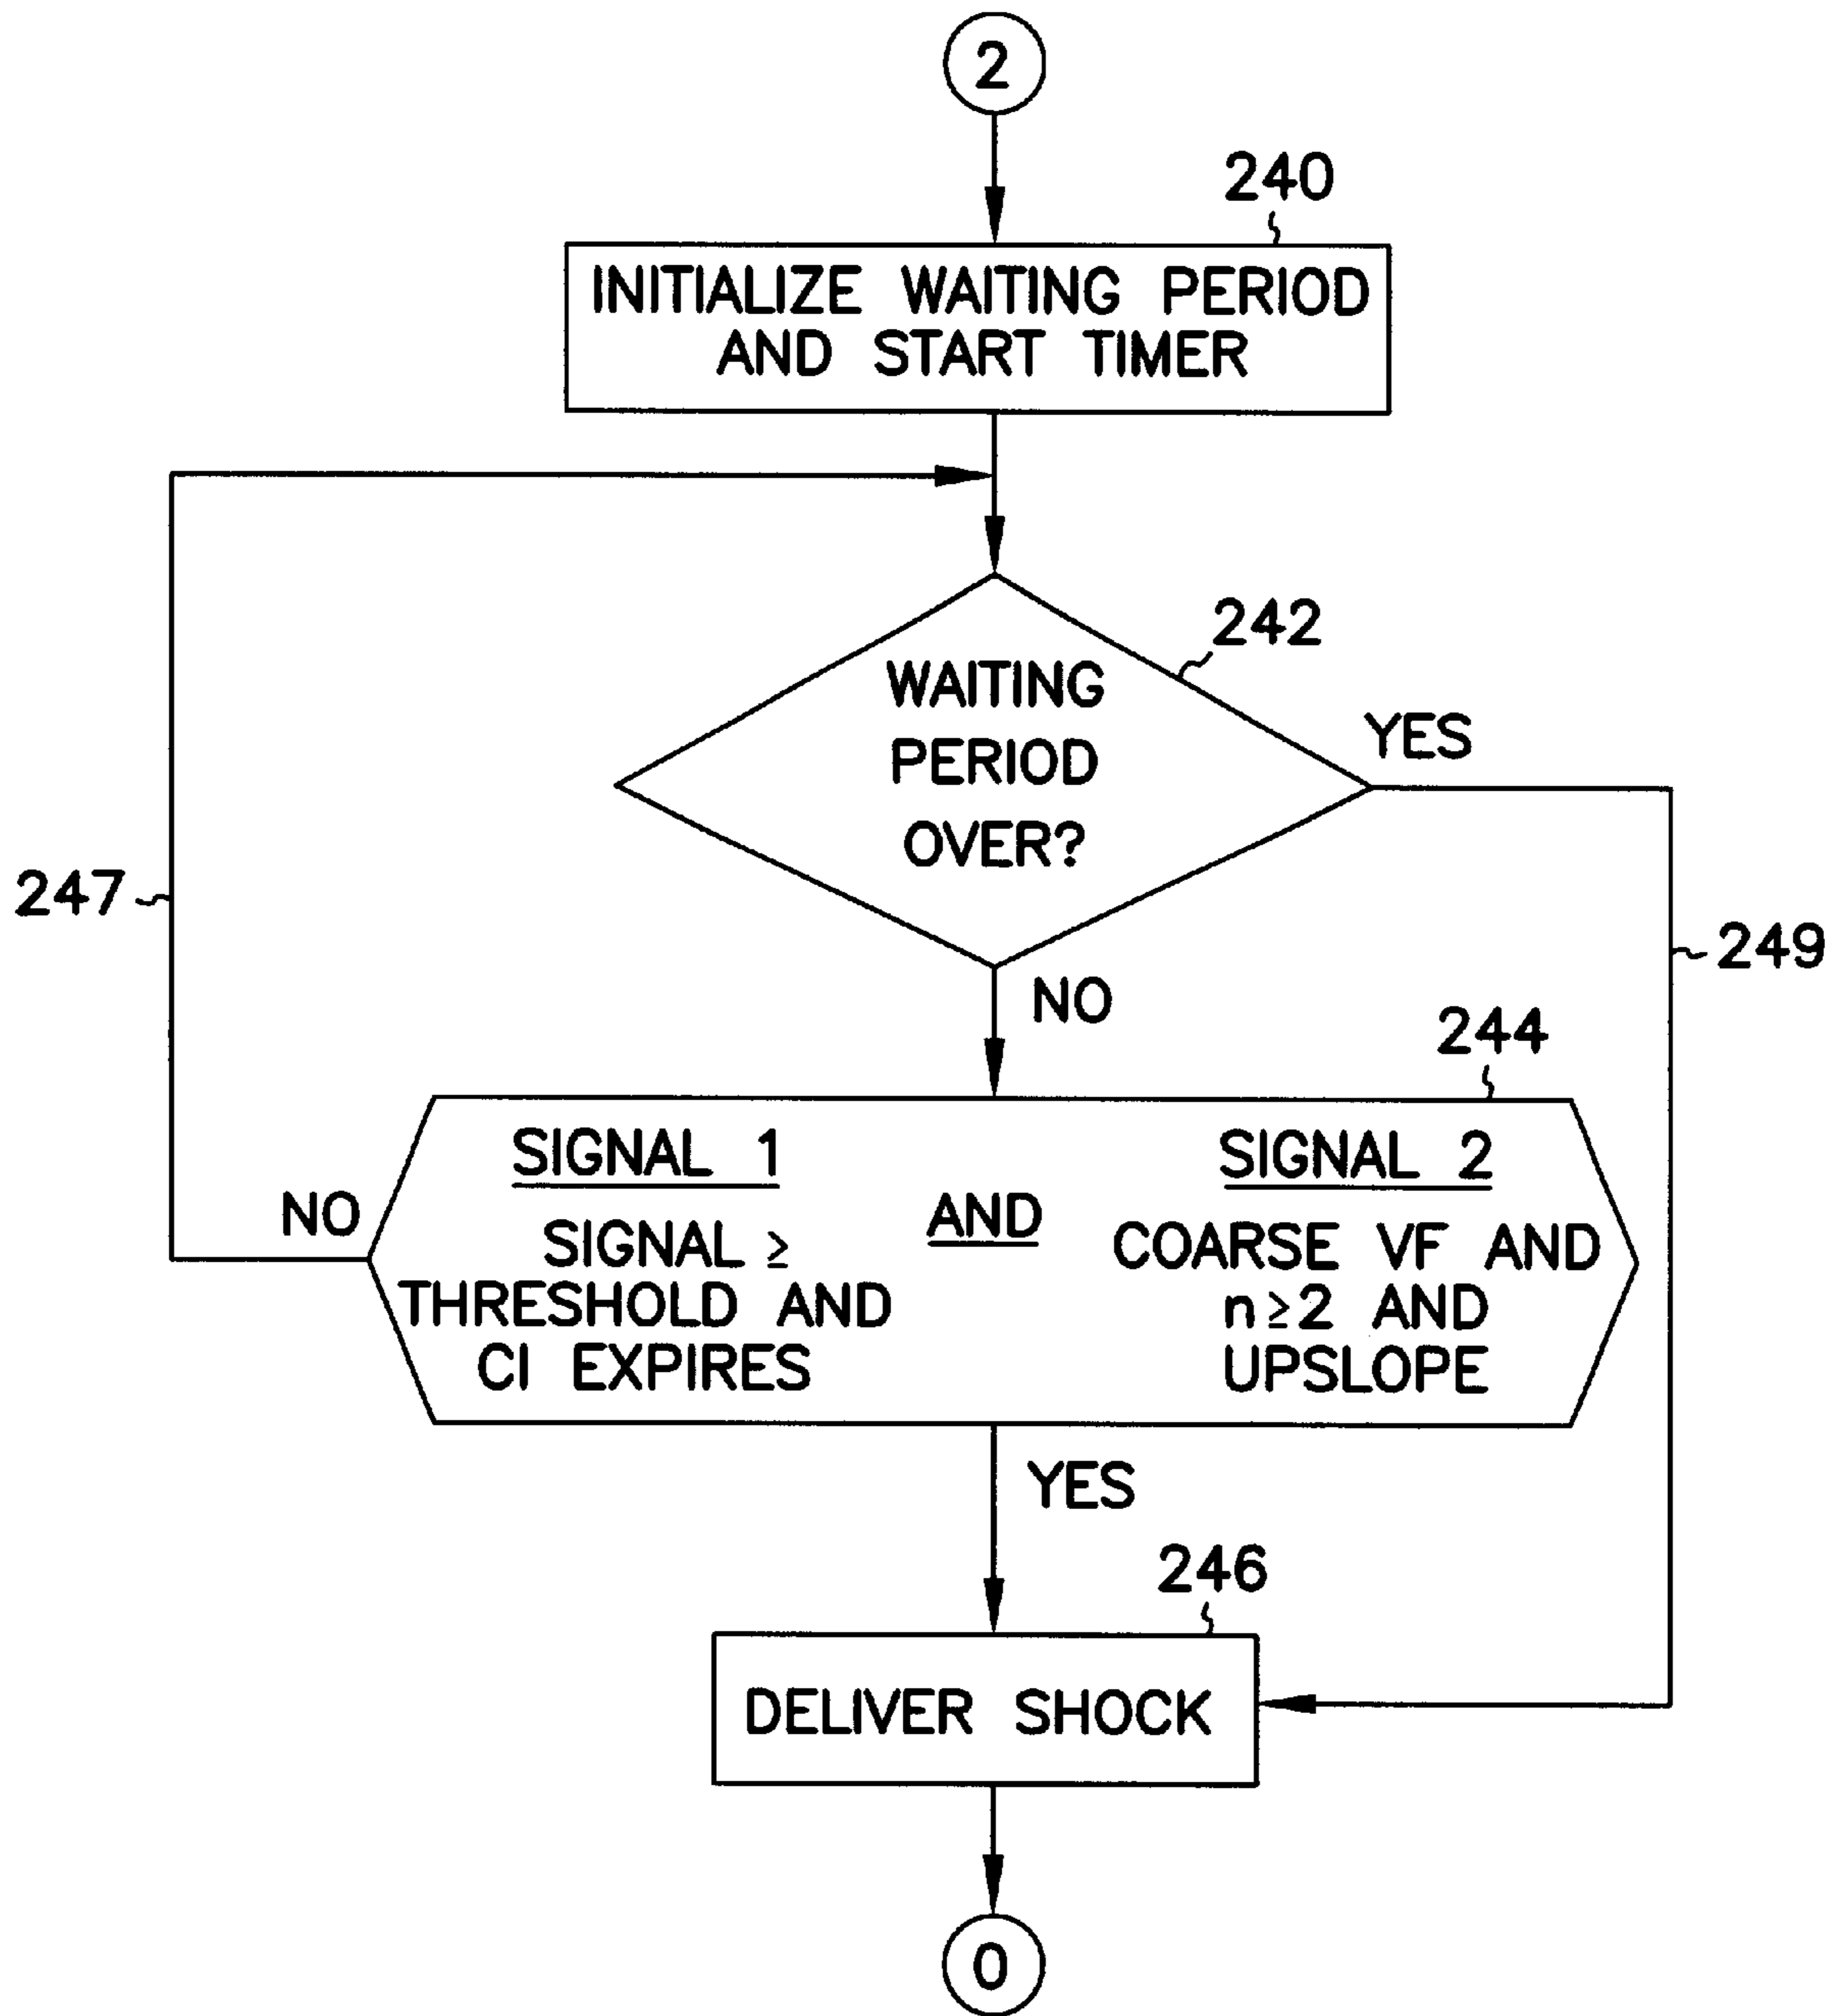 2
240
INITIALIZE WAITING PERIOD
AND START TIMER
242
WAITING
PERIOD
OVER?
YES
247
249
NO
244
SIGNAL 1
SIGNAL ≥
THRESHOLD AND
CI EXPIRES
AND
SIGNAL 2
COARSE VF AND
n≥2 AND
UPSLOPE
NO
YES
246
DELIVER SHOCK
0